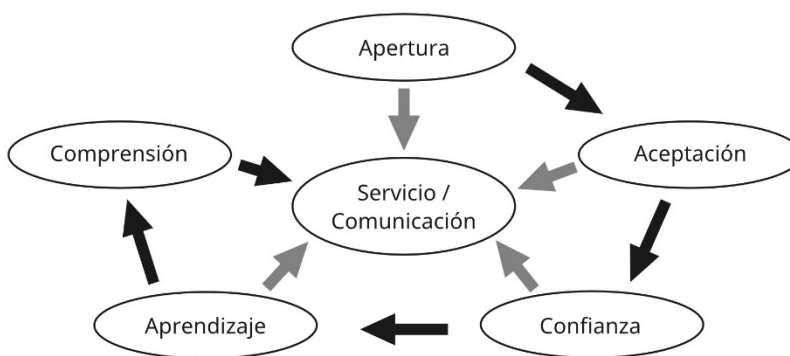 Apertura
Comprensión
Aceptación
Servicio /
Comunicación
Aprendizaje
Confianza